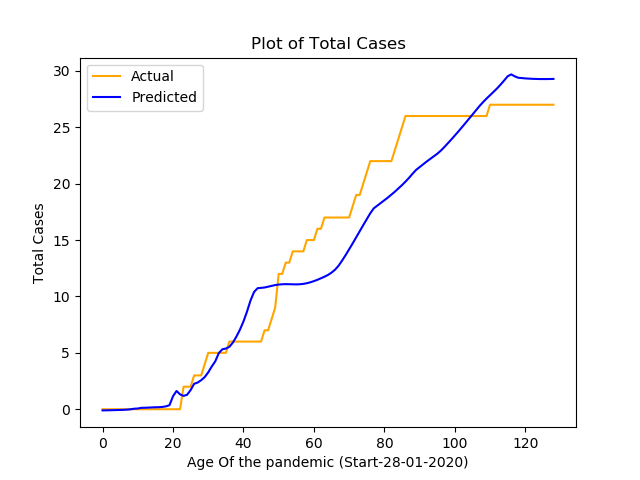 Plot of Total Cases
Actual
Predicted
30
25
20
15
10
5
0
Total Cases
0 20 40 60 80 100 120
Age Of the pandemic (Start-28-01-2020)